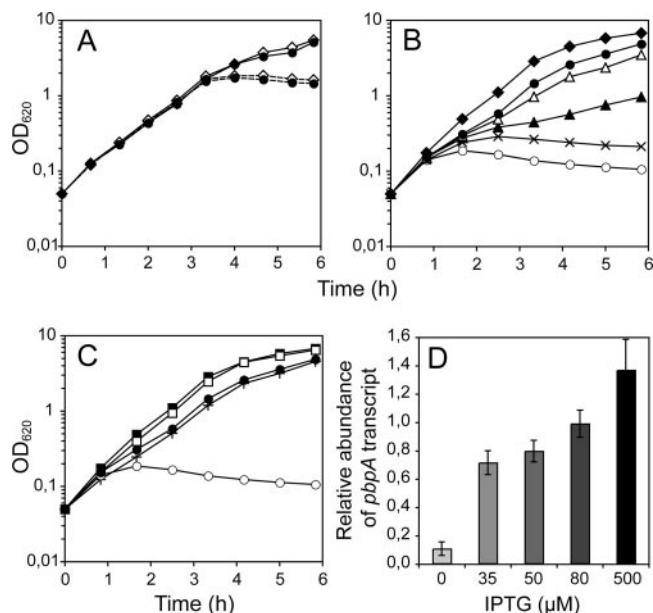 A
OD620
10
1
0,1
0,01
0 1 2 3 4 5 6
B
10
1
0,1
0,01
0 1 2 3 4 5 6
Time (h)
C
OD620
10
1
0,1
0,01
0 1 2 3 4 5 6
Time (h)
D
Relative abundance
of pbpA transcript
1,6
1,4
1,2
1,0
0,8
0,6
0,4
0,2
0,0
0 35 50 80 500
IPTG (µM)